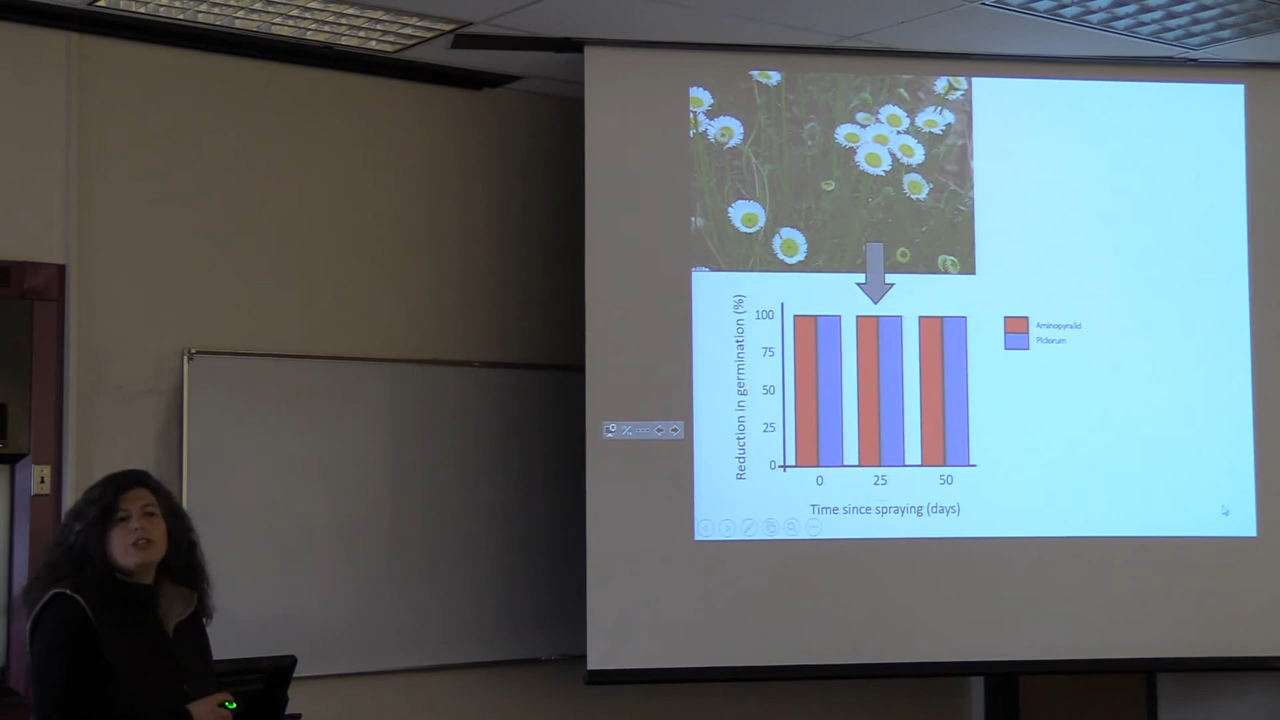 Reduction in germination (%)
100
75
50
25
0
0 25 50
Time since spraying (days)
Aminopyralid
Picloram